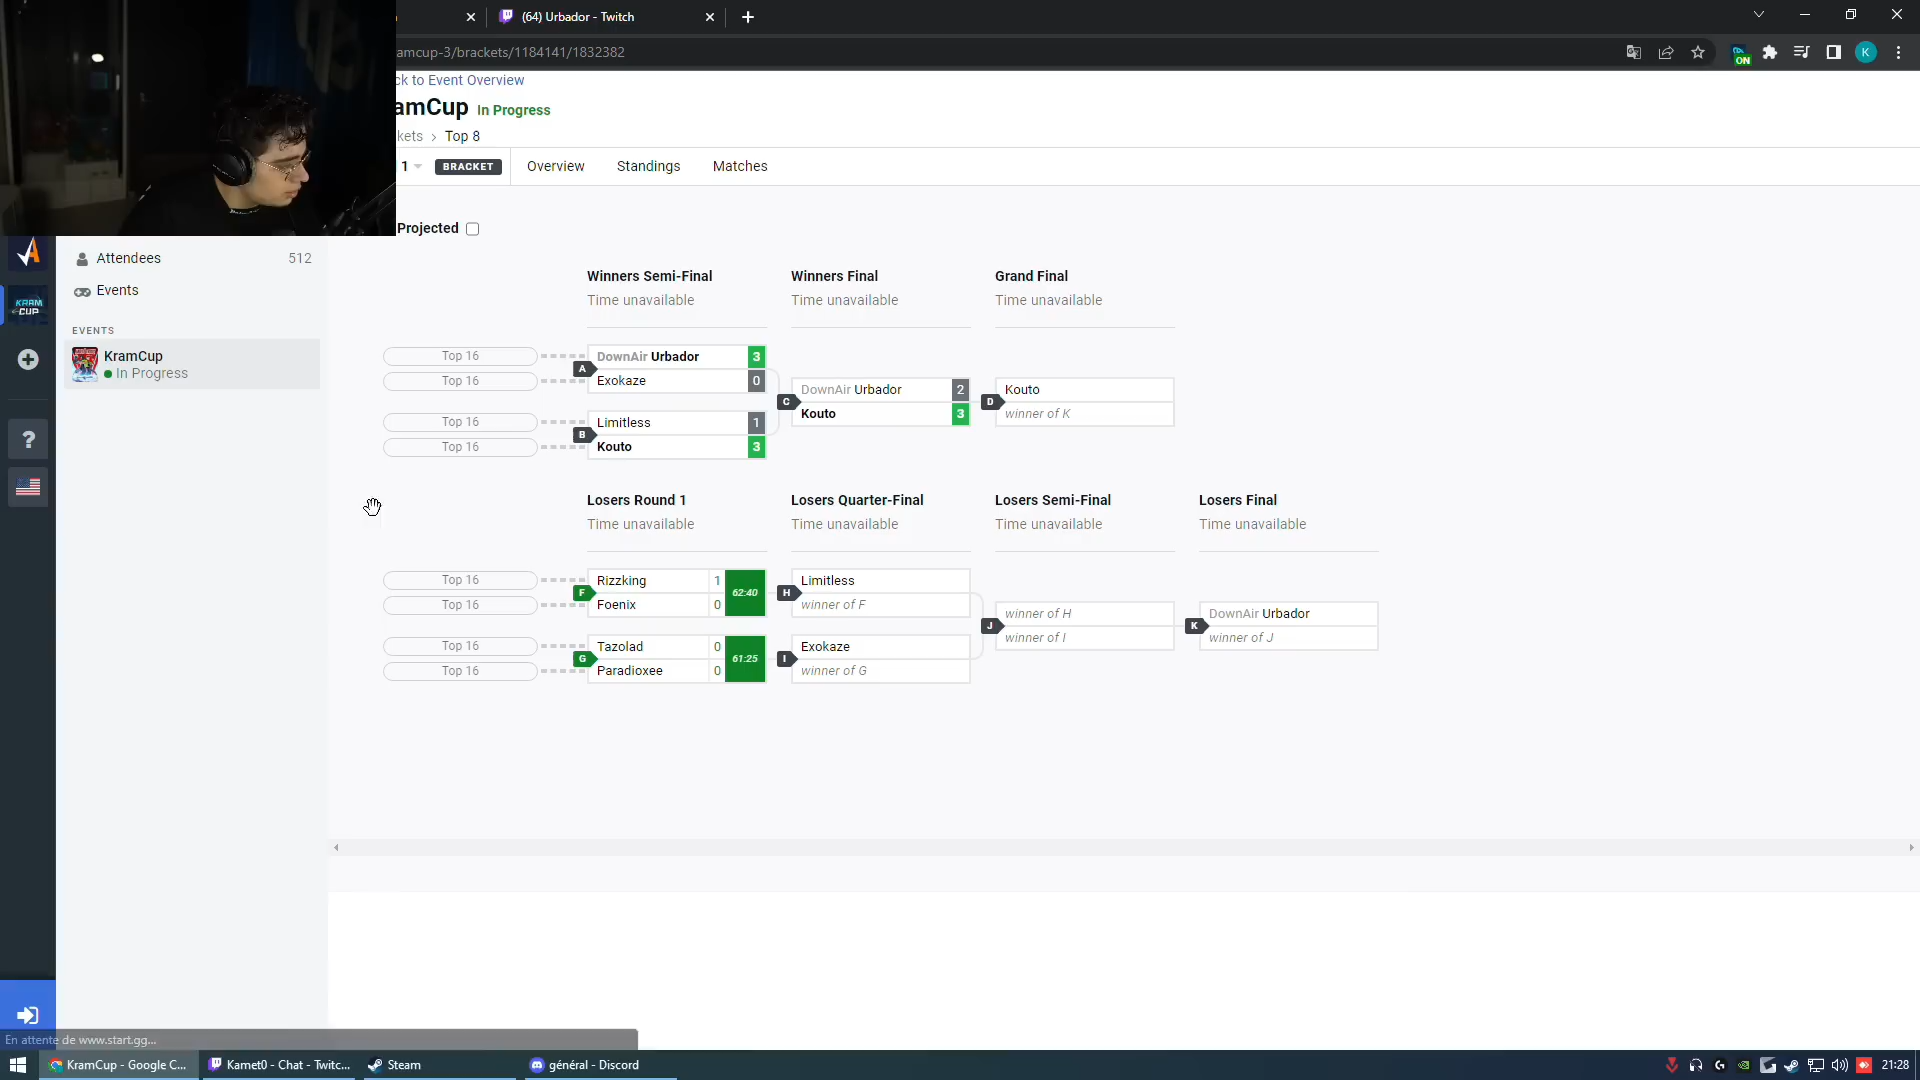 (64) Urbador - Twitch
amcup-3/brackets/1184141/1832382
ON
K
ck to Event Overview
amCup In Progress
kets > Top 8
1 BRACKET Overview Standings Matches
Projected
Attendees 512
Events
KRAM CUP
EVENTS
KramCup
In Progress
?
Winners Semi-Final Winners Final Grand Final
Time unavailable Time unavailable Time unavailable
Top 16 DownAir Urbador 3
A
Top 16 Exokaze 0
DownAir Urbador 2 Kouto
C D
Kouto 3 winner of K
Top 16 Limitless 1
B
Top 16 Kouto 3
Losers Round 1 Losers Quarter-Final Losers Semi-Final Losers Final
Time unavailable Time unavailable Time unavailable Time unavailable
Top 16 Rizzking 1 Limitless
F 62:40 H
Top 16 Foenix 0 winner of F
winner of H DownAir Urbador
J K
winner of I winner of J
Top 16 Tazolad 0 Exokaze
G 61:25 I
Top 16 Paradioxee 0 winner of G
En attente de www.start.gg...
KramCup - Google C... Kamet0 - Chat - Twitc... Steam général - Discord 21:28